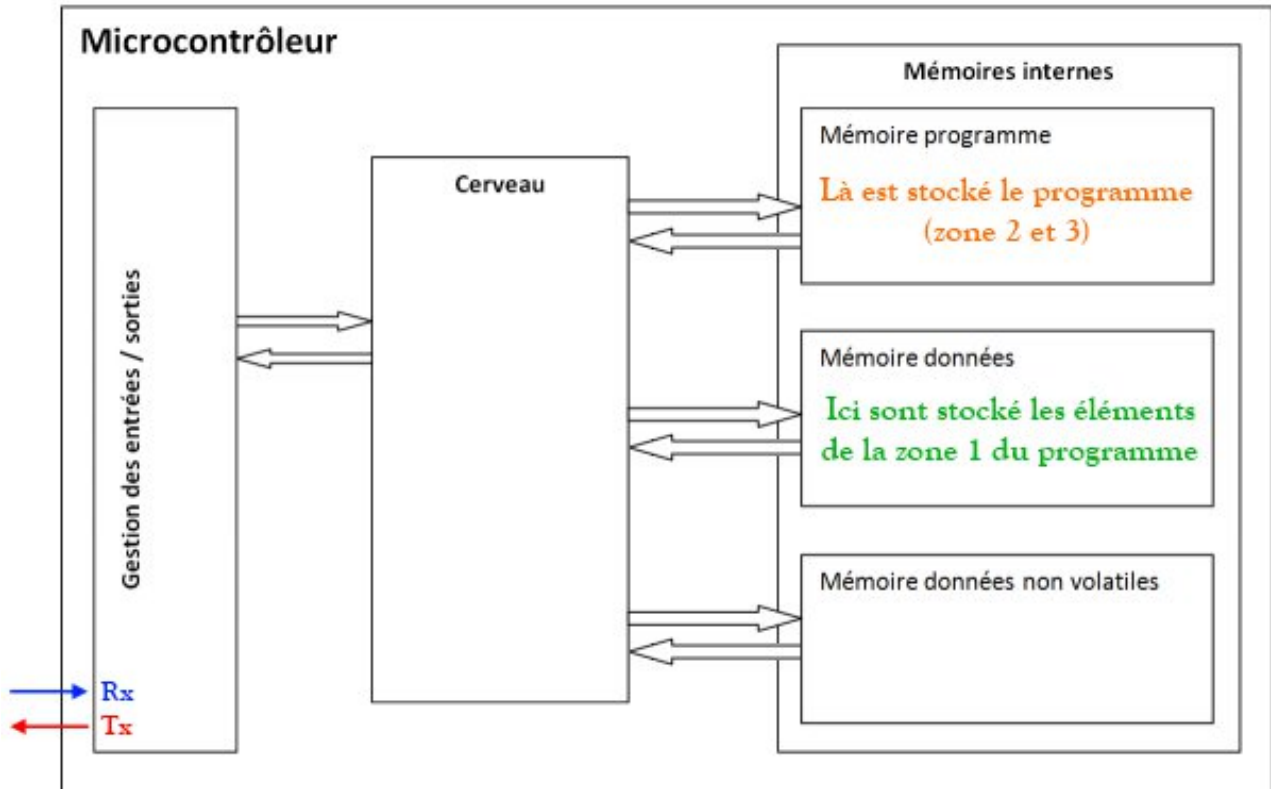 Microcontrôleur
Gestion des entrées / sorties
Rx
Tx
Cerveau
Mémoires internes
Mémoire programme
Là est stocké le programme
(zone 2 et 3)
Mémoire données
Ici sont stocké les éléments
de la zone 1 du programme
Mémoire données non volatiles